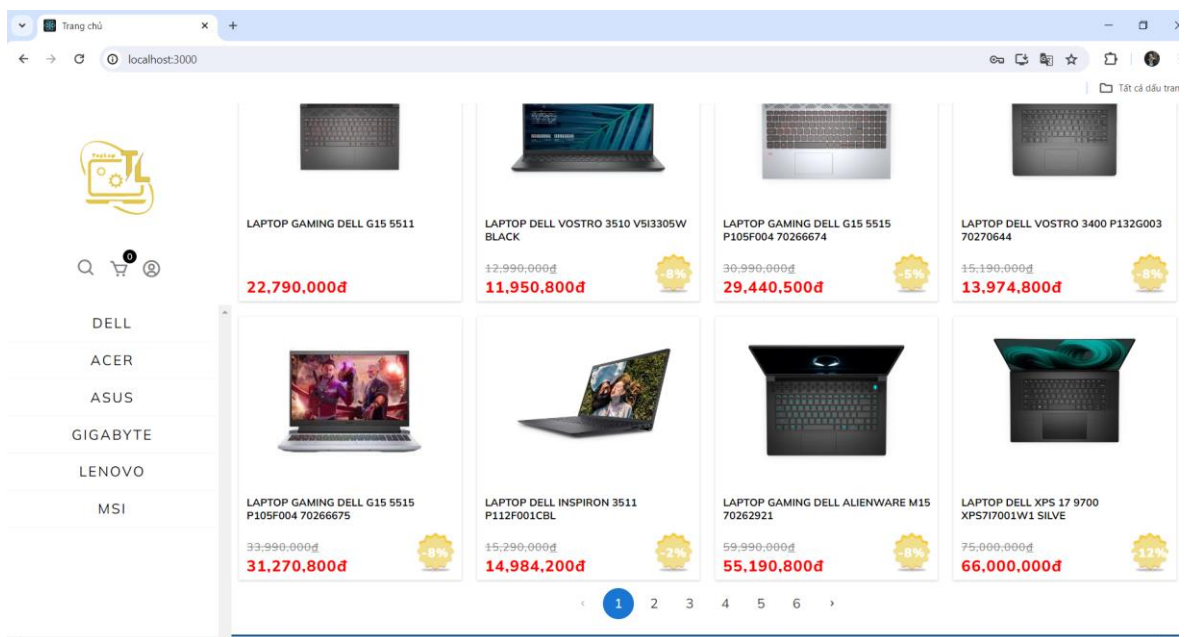 Trang chủ
localhost:3000
Tất cả dấu tran
TopLap
TL
0
DELL
ACER
ASUS
GIGABYTE
LENOVO
MSI
LAPTOP GAMING DELL G15 5511
22,790,000đ
LAPTOP DELL VOSTRO 3510 V5I3305W
BLACK
12,990,000đ
11,950,800đ
-8%
LAPTOP GAMING DELL G15 5515
P105F004 70266674
30,990,000đ
29,440,500đ
-5%
LAPTOP DELL VOSTRO 3400 P132G003
70270644
15,190,000đ
13,974,800đ
-8%
LAPTOP GAMING DELL G15 5515
P105F004 70266675
33,990,000đ
31,270,800đ
-8%
LAPTOP DELL INSPIRON 3511
P112F001CBL
15,290,000đ
14,984,200đ
-2%
LAPTOP GAMING DELL ALIENWARE M15
70262921
59,990,000đ
55,190,800đ
-8%
LAPTOP DELL XPS 17 9700
XPS7I7001W1 SILVE
75,000,000đ
66,000,000đ
-12%
‹ 1 2 3 4 5 6 ›